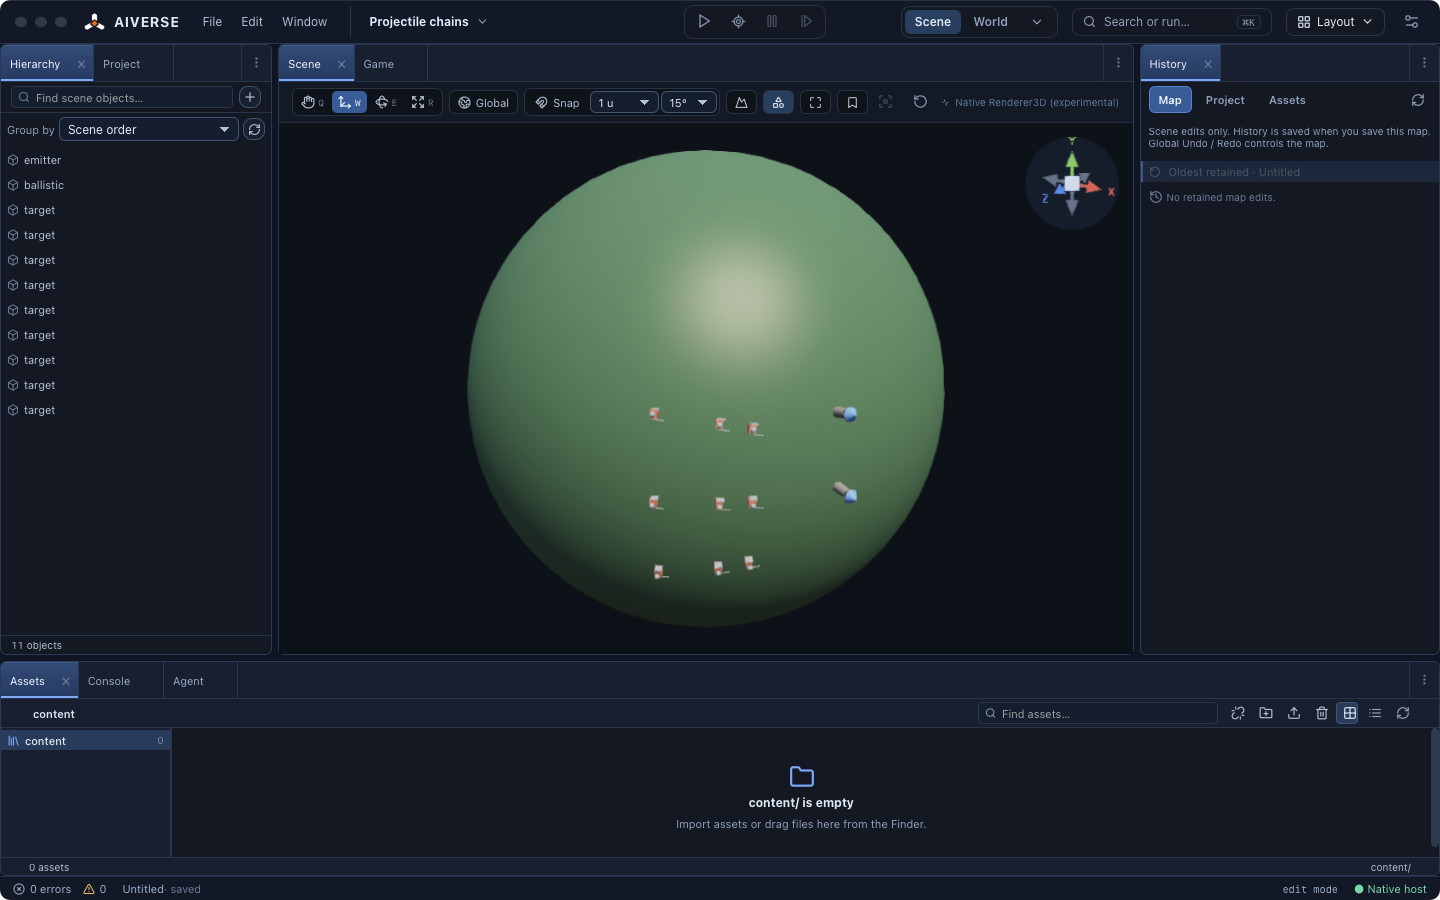 AIVERSE File Edit Window Projectile chains Scene World Search or run... ⌘K Layout
Hierarchy Project
Scene Game
History
Find scene objects...
Q W E R Global Snap 1 u 15° Native Renderer3D (experimental)
Map Project Assets
Group by Scene order
Scene edits only. History is saved when you save this map.
Global Undo / Redo controls the map.
emitter
ballistic
target
target
target
target
target
target
target
target
target
Y
X
Z
Oldest retained · Untitled
No retained map edits.
11 objects
Assets Console Agent
content
Find assets...
content 0
content/ is empty
Import assets or drag files here from the Finder.
0 assets content/
0 errors 0 Untitled · saved edit mode Native host